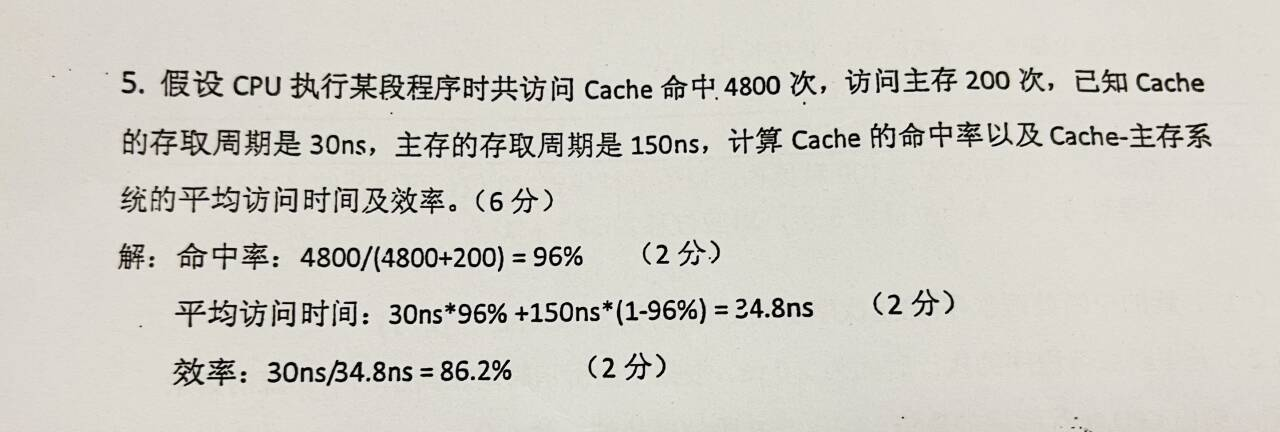 5. 假设 CPU 执行某段程序时共访问 Cache 命中 4800 次，访问主存 200 次，已知 Cache
的存取周期是 30ns，主存的存取周期是 150ns，计算 Cache 的命中率以及 Cache-主存系
统的平均访问时间及效率。（6 分）
解：命中率：4800/(4800+200) = 96% （2 分）
平均访问时间：30ns*96% +150ns*(1-96%) = 34.8ns （2 分）
效率：30ns/34.8ns = 86.2% （2 分）